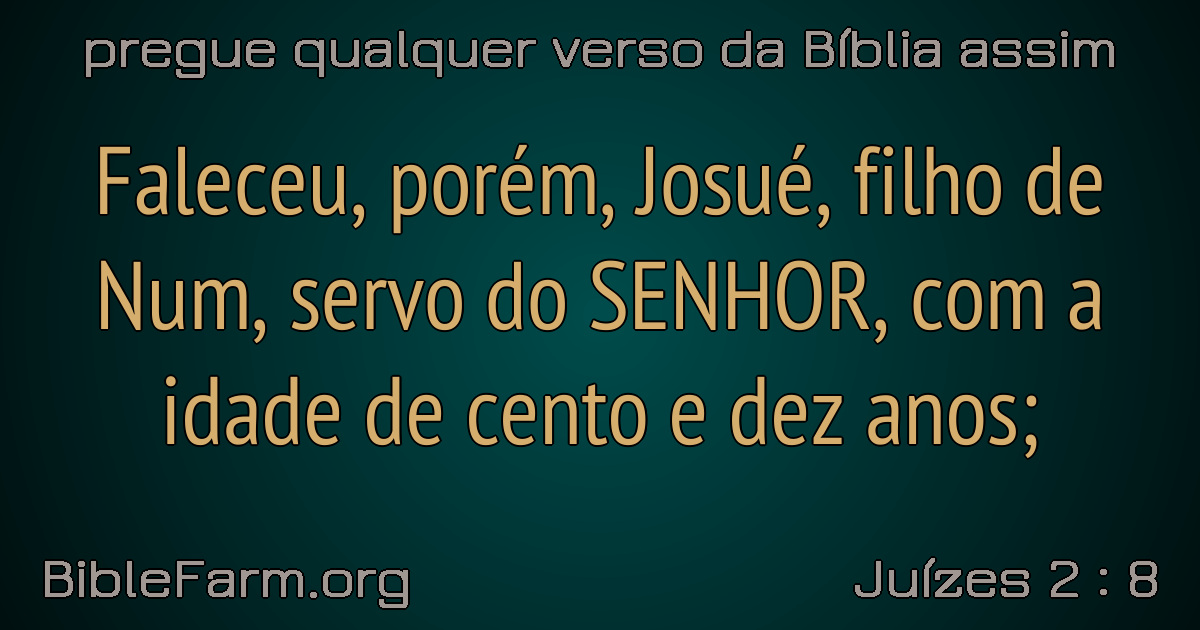 pregue qualquer verso da Bíblia assim
Faleceu, porém, Josué, filho de
Num, servo do SENHOR, com a
idade de cento e dez anos;
BibleFarm.org
Juízes 2 : 8